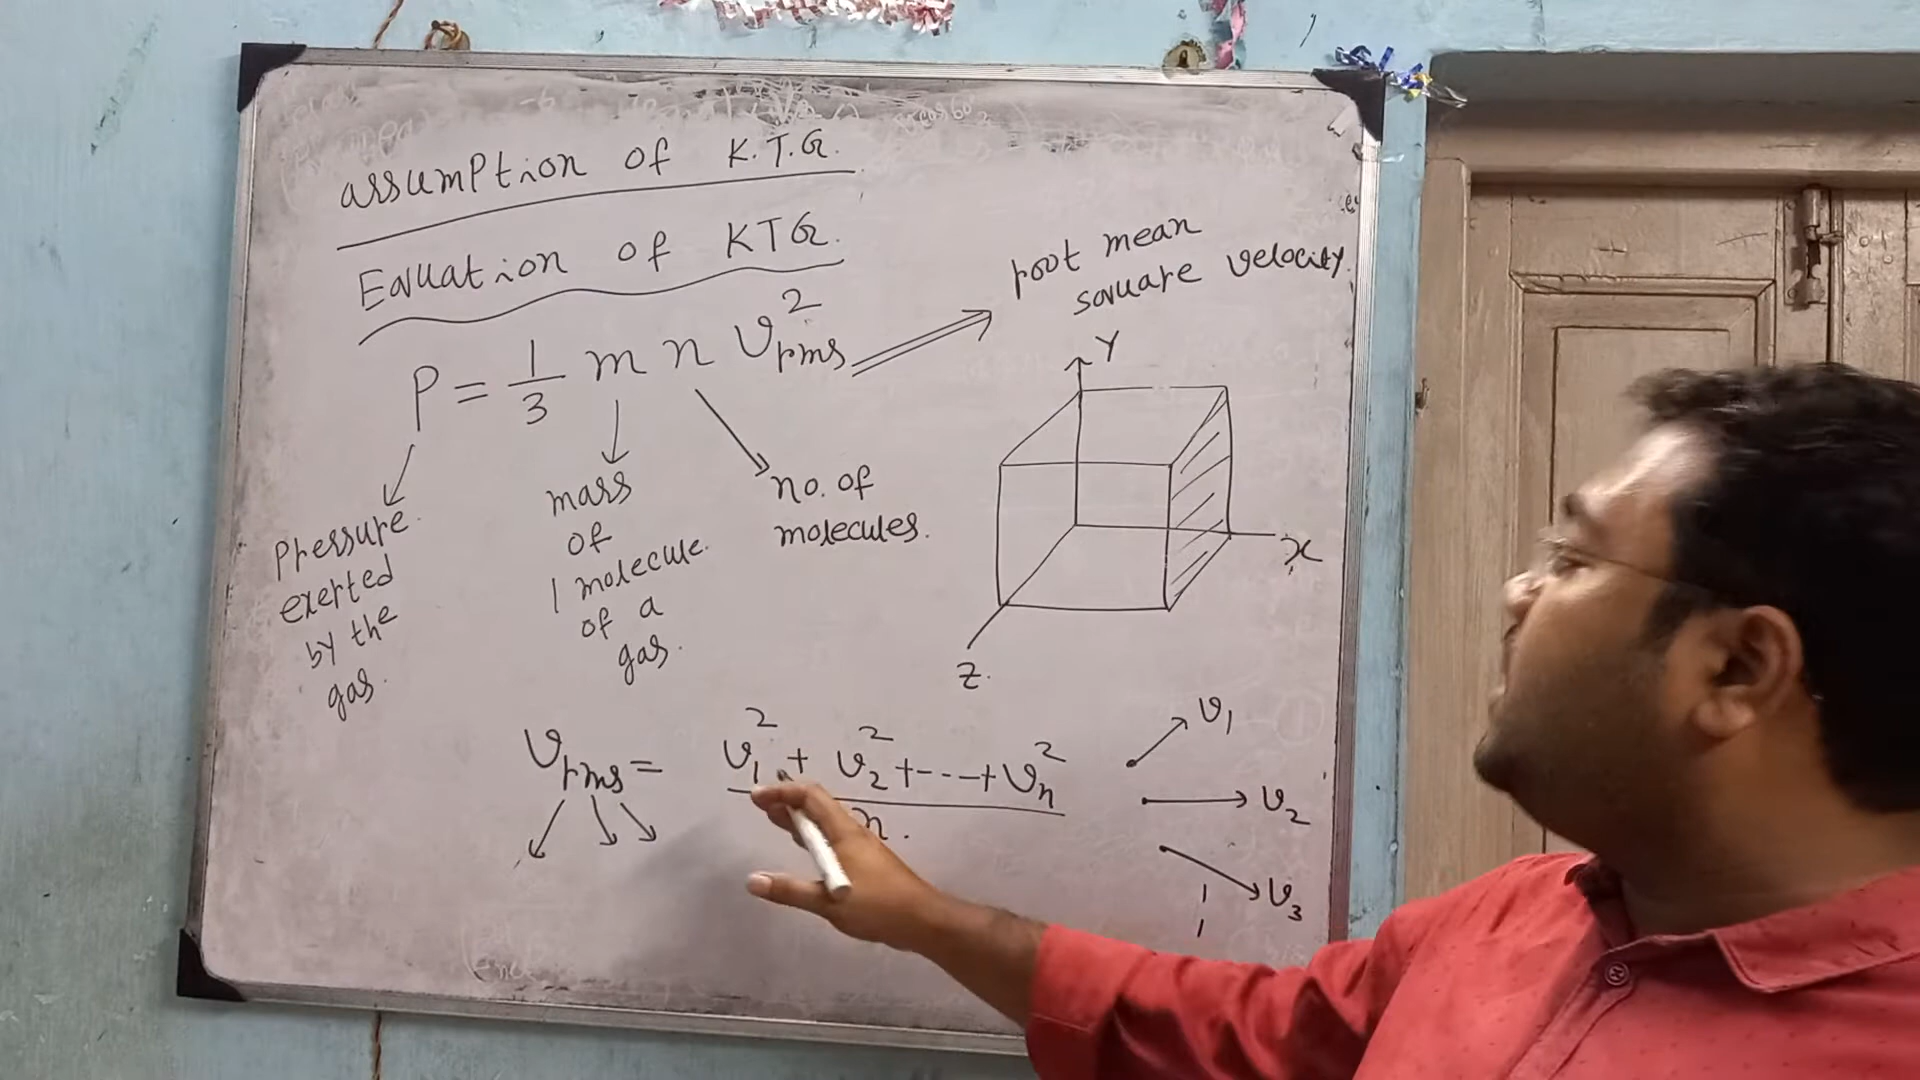 assumption of K.T.G.
Equation of KTG.
P = 1/3 m n v²rms
root mean
square velocity.
Pressure
exerted
by the
gas.
mass
of
1 molecule
of a
gas.
no. of
molecules.
Y
X
Z.
vrms = v₁² + v₂² + --- + vₙ²
n.
v₁
v₂
v₃